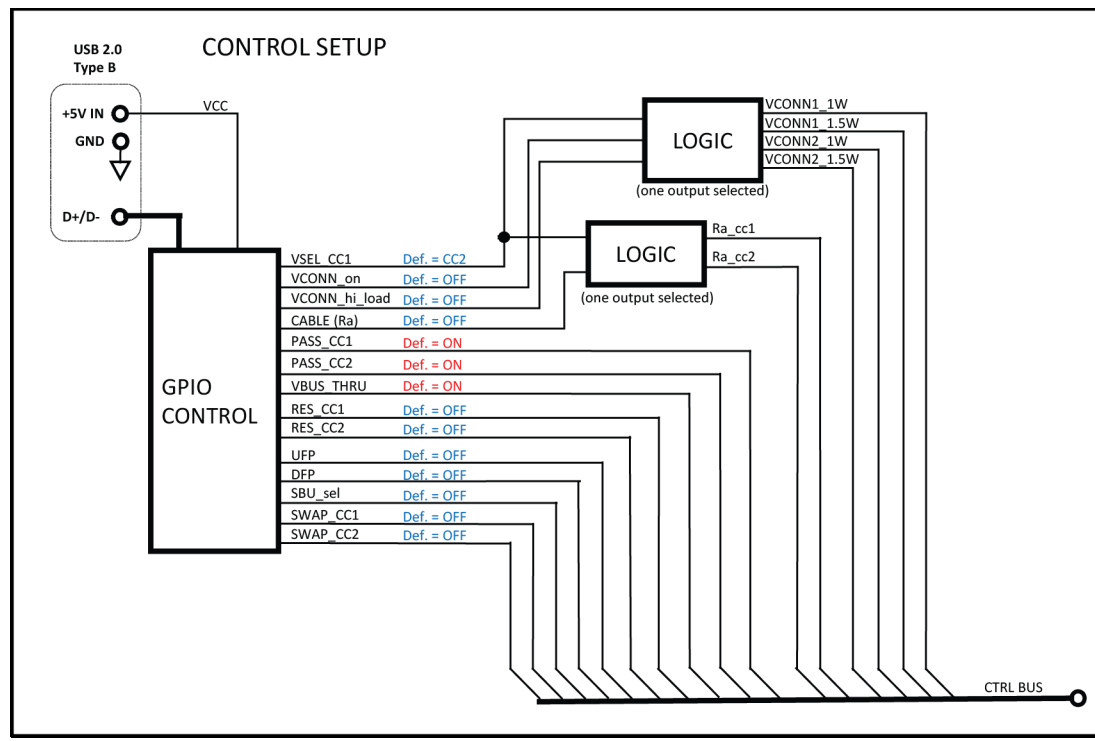 CONTROL SETUP
USB 2.0
Type B
+5V IN
VCC
GND
D+/D-
LOGIC
(one output selected)
VCONN1_1W
VCONN1_1.5W
VCONN2_1W
VCONN2_1.5W
LOGIC
(one output selected)
Ra_cc1
Ra_cc2
GPIO
CONTROL
VSEL_CC1 Def. = CC2
VCONN_on Def. = OFF
VCONN_hi_load Def. = OFF
CABLE (Ra) Def. = OFF
PASS_CC1 Def. = ON
PASS_CC2 Def. = ON
VBUS_THRU Def. = ON
RES_CC1 Def. = OFF
RES_CC2 Def. = OFF
UFP Def. = OFF
DFP Def. = OFF
SBU_sel Def. = OFF
SWAP_CC1 Def. = OFF
SWAP_CC2 Def. = OFF
CTRL BUS